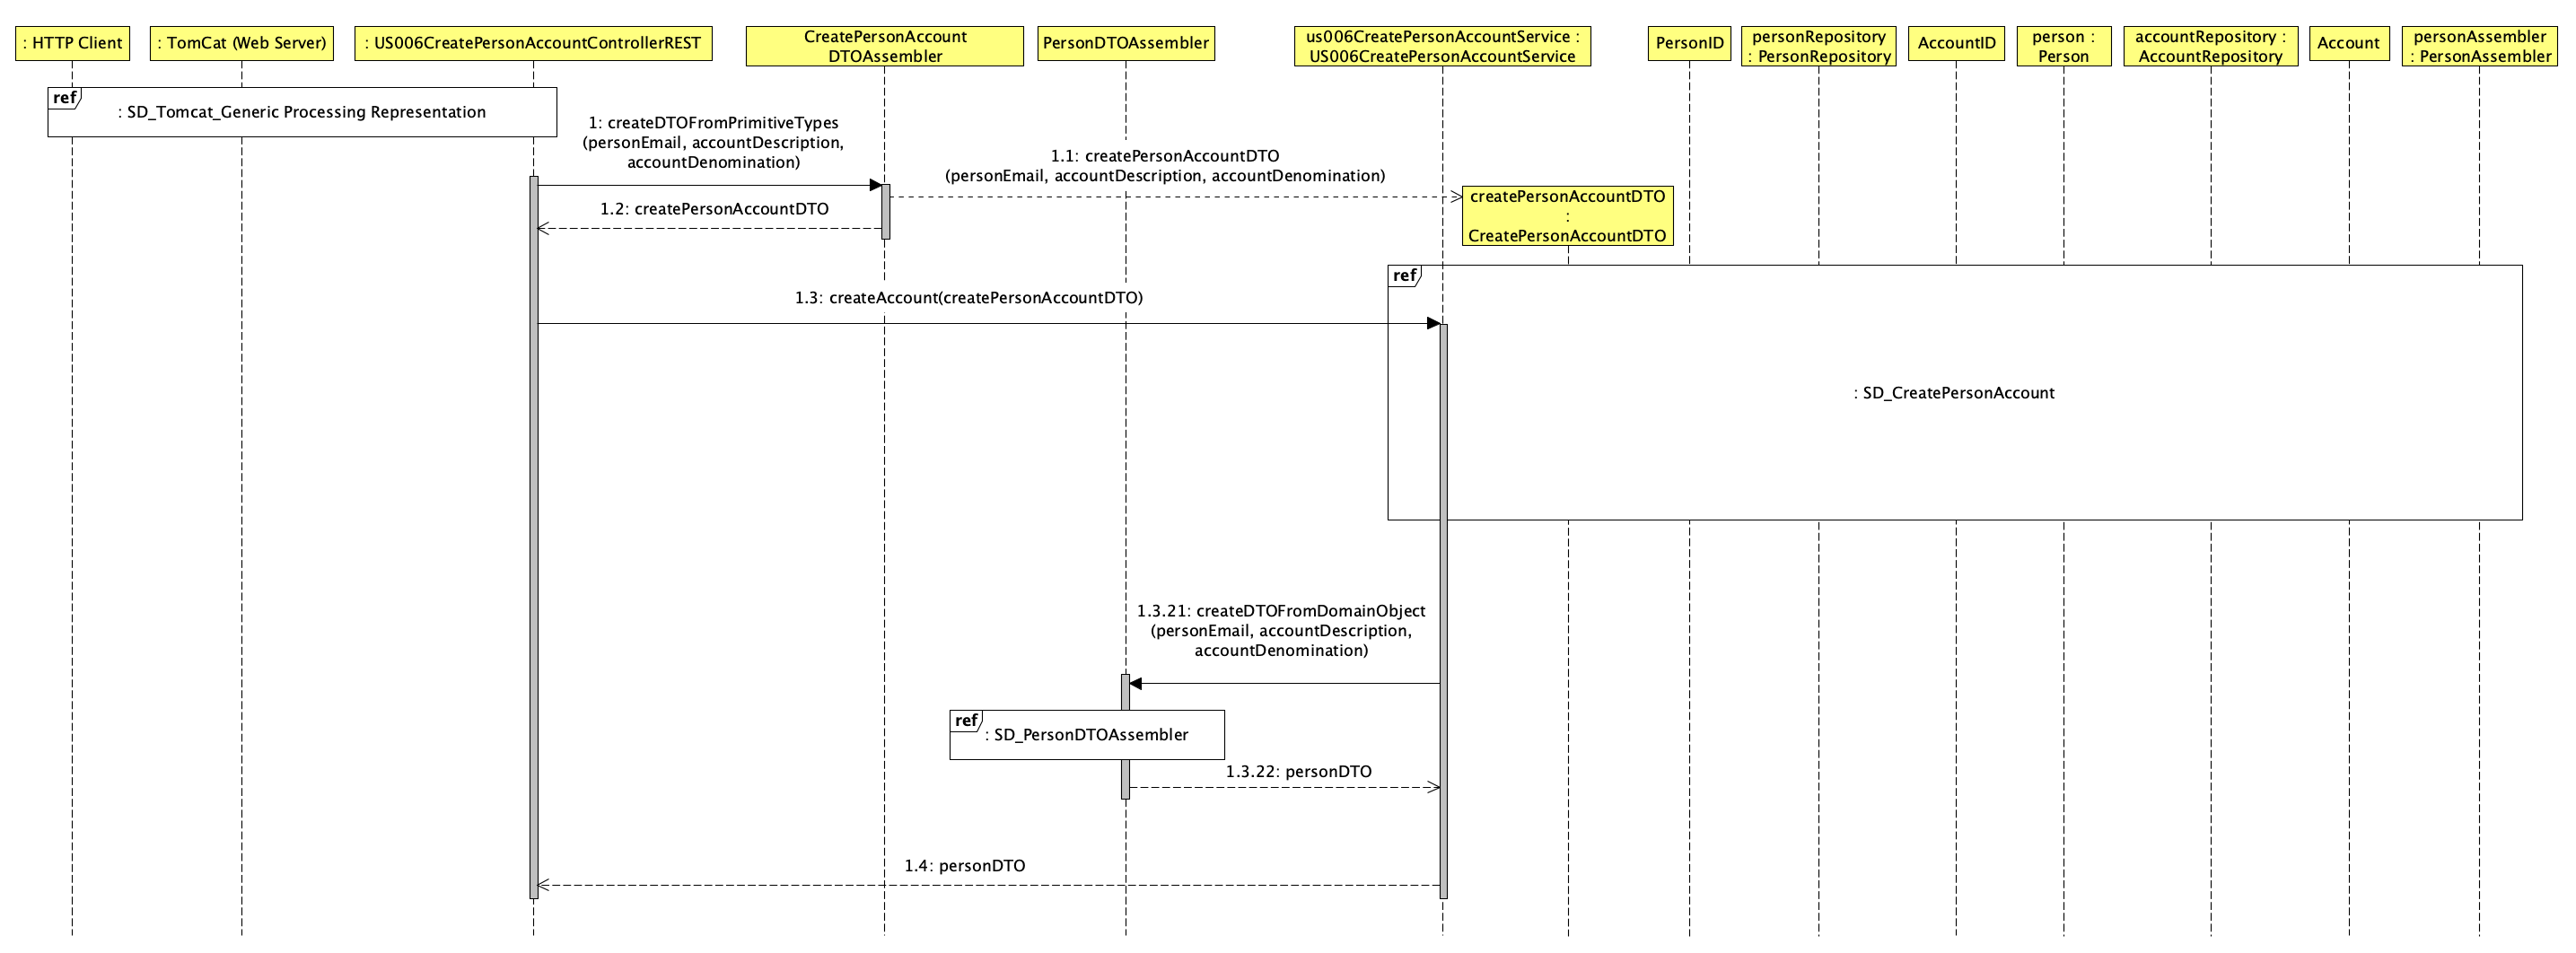 : HTTP Client
: TomCat (Web Server)
: US006CreatePersonAccountControllerREST
CreatePersonAccount
DTOAssembler
PersonDTOAssembler
us006CreatePersonAccountService :
US006CreatePersonAccountService
PersonID
personRepository
: PersonRepository
AccountID
person :
Person
accountRepository :
AccountRepository
Account
personAssembler
: PersonAssembler
ref
: SD_Tomcat_Generic Processing Representation
1: createDTOFromPrimitiveTypes
(personEmail, accountDescription,
accountDenomination)
1.1: createPersonAccountDTO
(personEmail, accountDescription, accountDenomination)
createPersonAccountDTO
:
CreatePersonAccountDTO
1.2: createPersonAccountDTO
ref
1.3: createAccount(createPersonAccountDTO)
: SD_CreatePersonAccount
1.3.21: createDTOFromDomainObject
(personEmail, accountDescription,
accountDenomination)
ref
: SD_PersonDTOAssembler
1.3.22: personDTO
1.4: personDTO